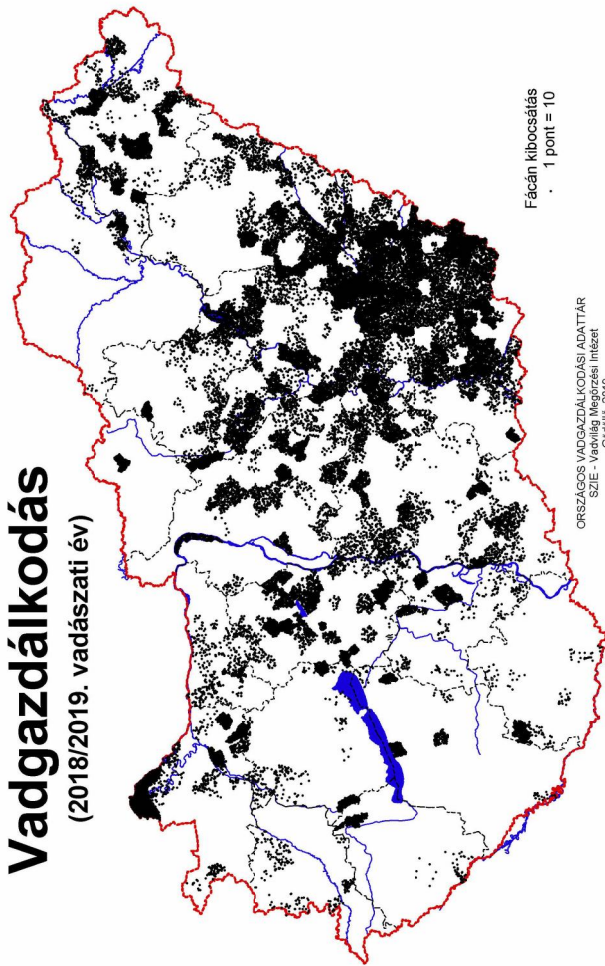 Vadgazdálkodás
(2018/2019. vadászati év)
Fácán kibocsátás
. 1 pont = 10
ORSZÁGOS VADGAZDÁLKODÁSI ADATTÁR
SZIE - Vadvilág Megőrzési Intézet